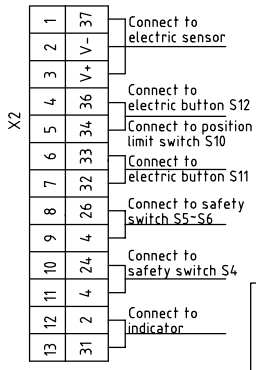 X2
1 37 Connect to
electric sensor
2 V-
3 V+
4 36 Connect to
electric button S12
5 34 Connect to position
limit switch S10
6 33 Connect to
electric button S11
7 32
8 26 Connect to safety
switch S5~S6
9 4
10 24 Connect to
safety switch S4
11 4
12 2 Connect to
indicator
13 31